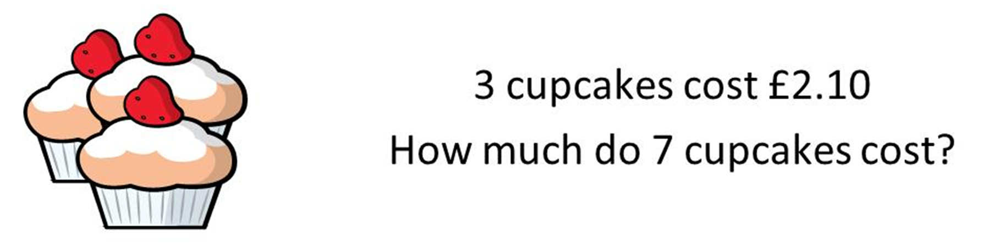 3 cupcakes cost £2.10
How much do 7 cupcakes cost?